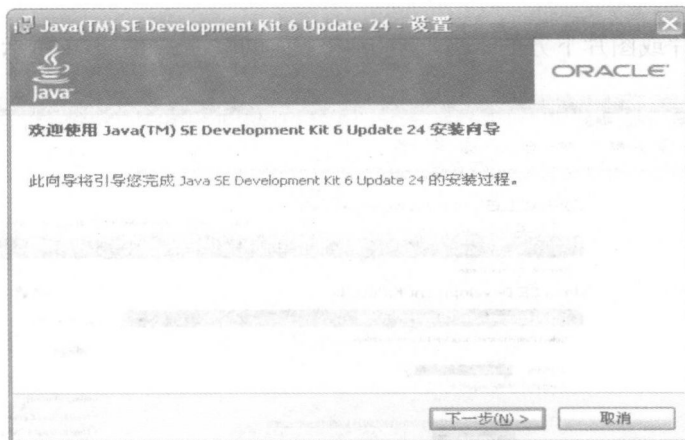 Java(TM) SE Development Kit 6 Update 24 - 设置
Java
ORACLE
欢迎使用 Java(TM) SE Development Kit 6 Update 24 安装向导
此向导将引导您完成 Java SE Development Kit 6 Update 24 的安装过程。
下一步(N) >
取消